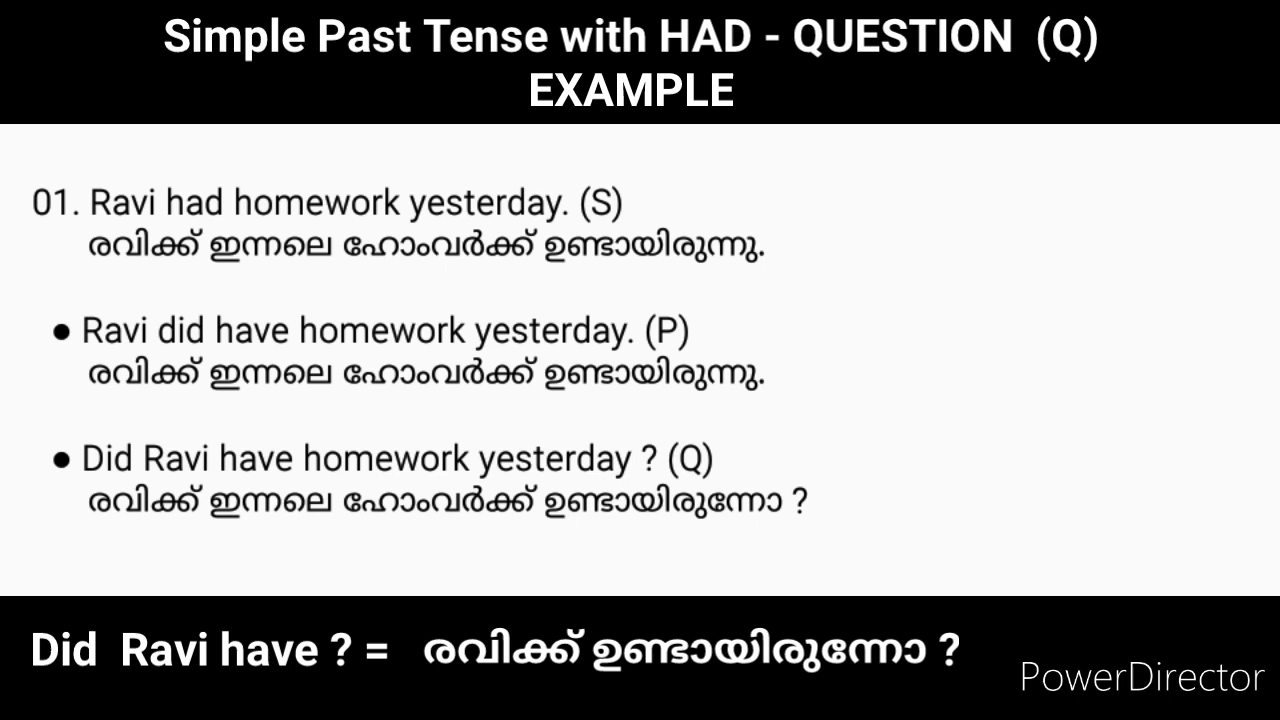 Simple Past Tense with HAD - QUESTION (Q)
EXAMPLE
01. Ravi had homework yesterday. (S)
രവിക്ക് ഇന്നലെ ഹോംവർക്ക് ഉണ്ടായിരുന്നു.
● Ravi did have homework yesterday. (P)
രവിക്ക് ഇന്നലെ ഹോംവർക്ക് ഉണ്ടായിരുന്നു.
● Did Ravi have homework yesterday ? (Q)
രവിക്ക് ഇന്നലെ ഹോംവർക്ക് ഉണ്ടായിരുന്നോ ?
Did Ravi have ? = രവിക്ക് ഉണ്ടായിരുന്നോ ?
PowerDirector